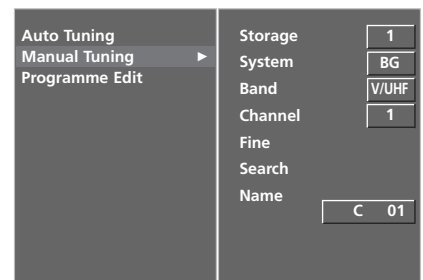 Auto Tuning
Manual Tuning ►
Programme Edit
Storage 1
System BG
Band V/UHF
Channel 1
Fine
Search
Name
C 01